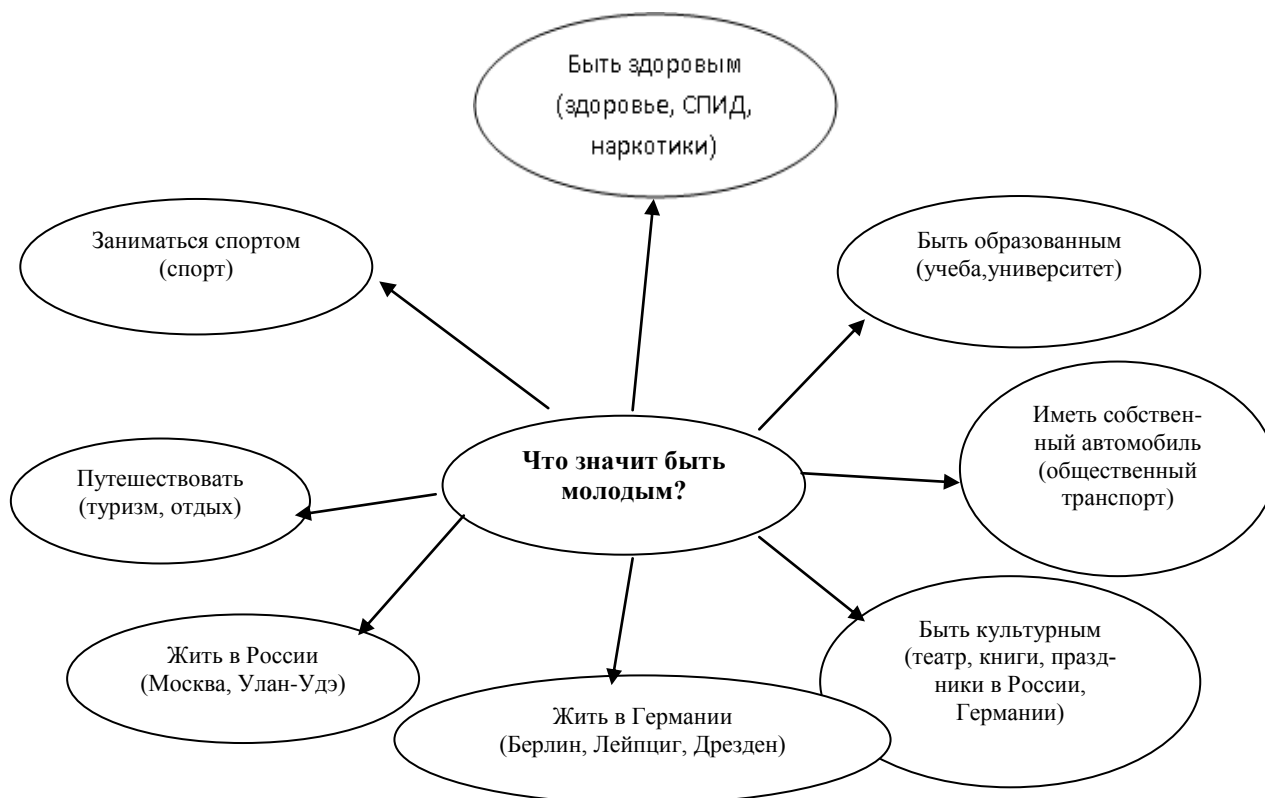 Быть здоровым
(здоровье, СПИД,
наркотики)
Заниматься спортом
(спорт)
Быть образованным
(учеба,университет)
Иметь собствен-
ный автомобиль
(общественный
транспорт)
Что значит быть
молодым?
Путешествовать
(туризм, отдых)
Быть культурным
(театр, книги, празд-
ники в России,
Германии)
Жить в России
(Москва, Улан-Удэ)
Жить в Германии
(Берлин, Лейпциг, Дрезден)